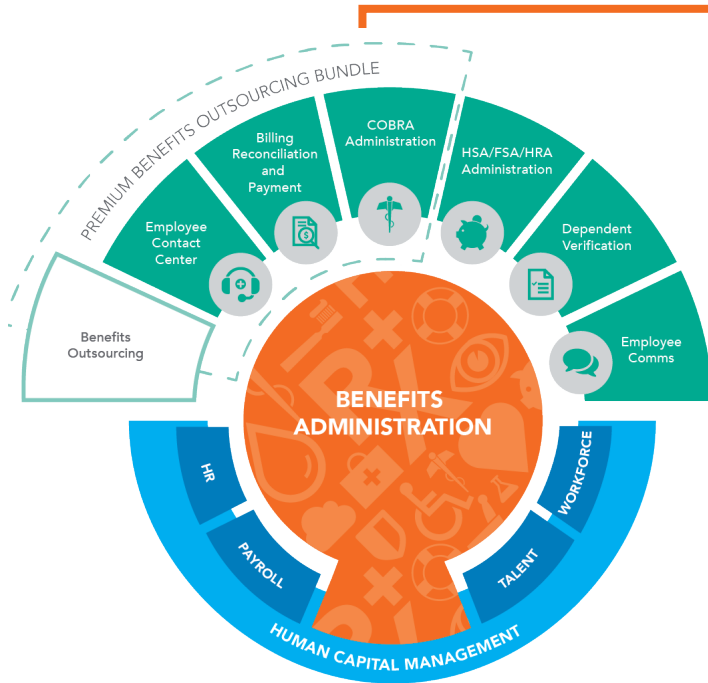 PREMIUM BENEFITS OUTSOURCING BUNDLE
Benefits
Outsourcing
Employee
Contact
Center
Billing
Reconciliation
and
Payment
COBRA
Administration
HSA/FSA/HRA
Administration
Dependent
Verification
Employee
Comms
BENEFITS
ADMINISTRATION
HR
PAYROLL
TALENT
WORKFORCE
HUMAN CAPITAL MANAGEMENT